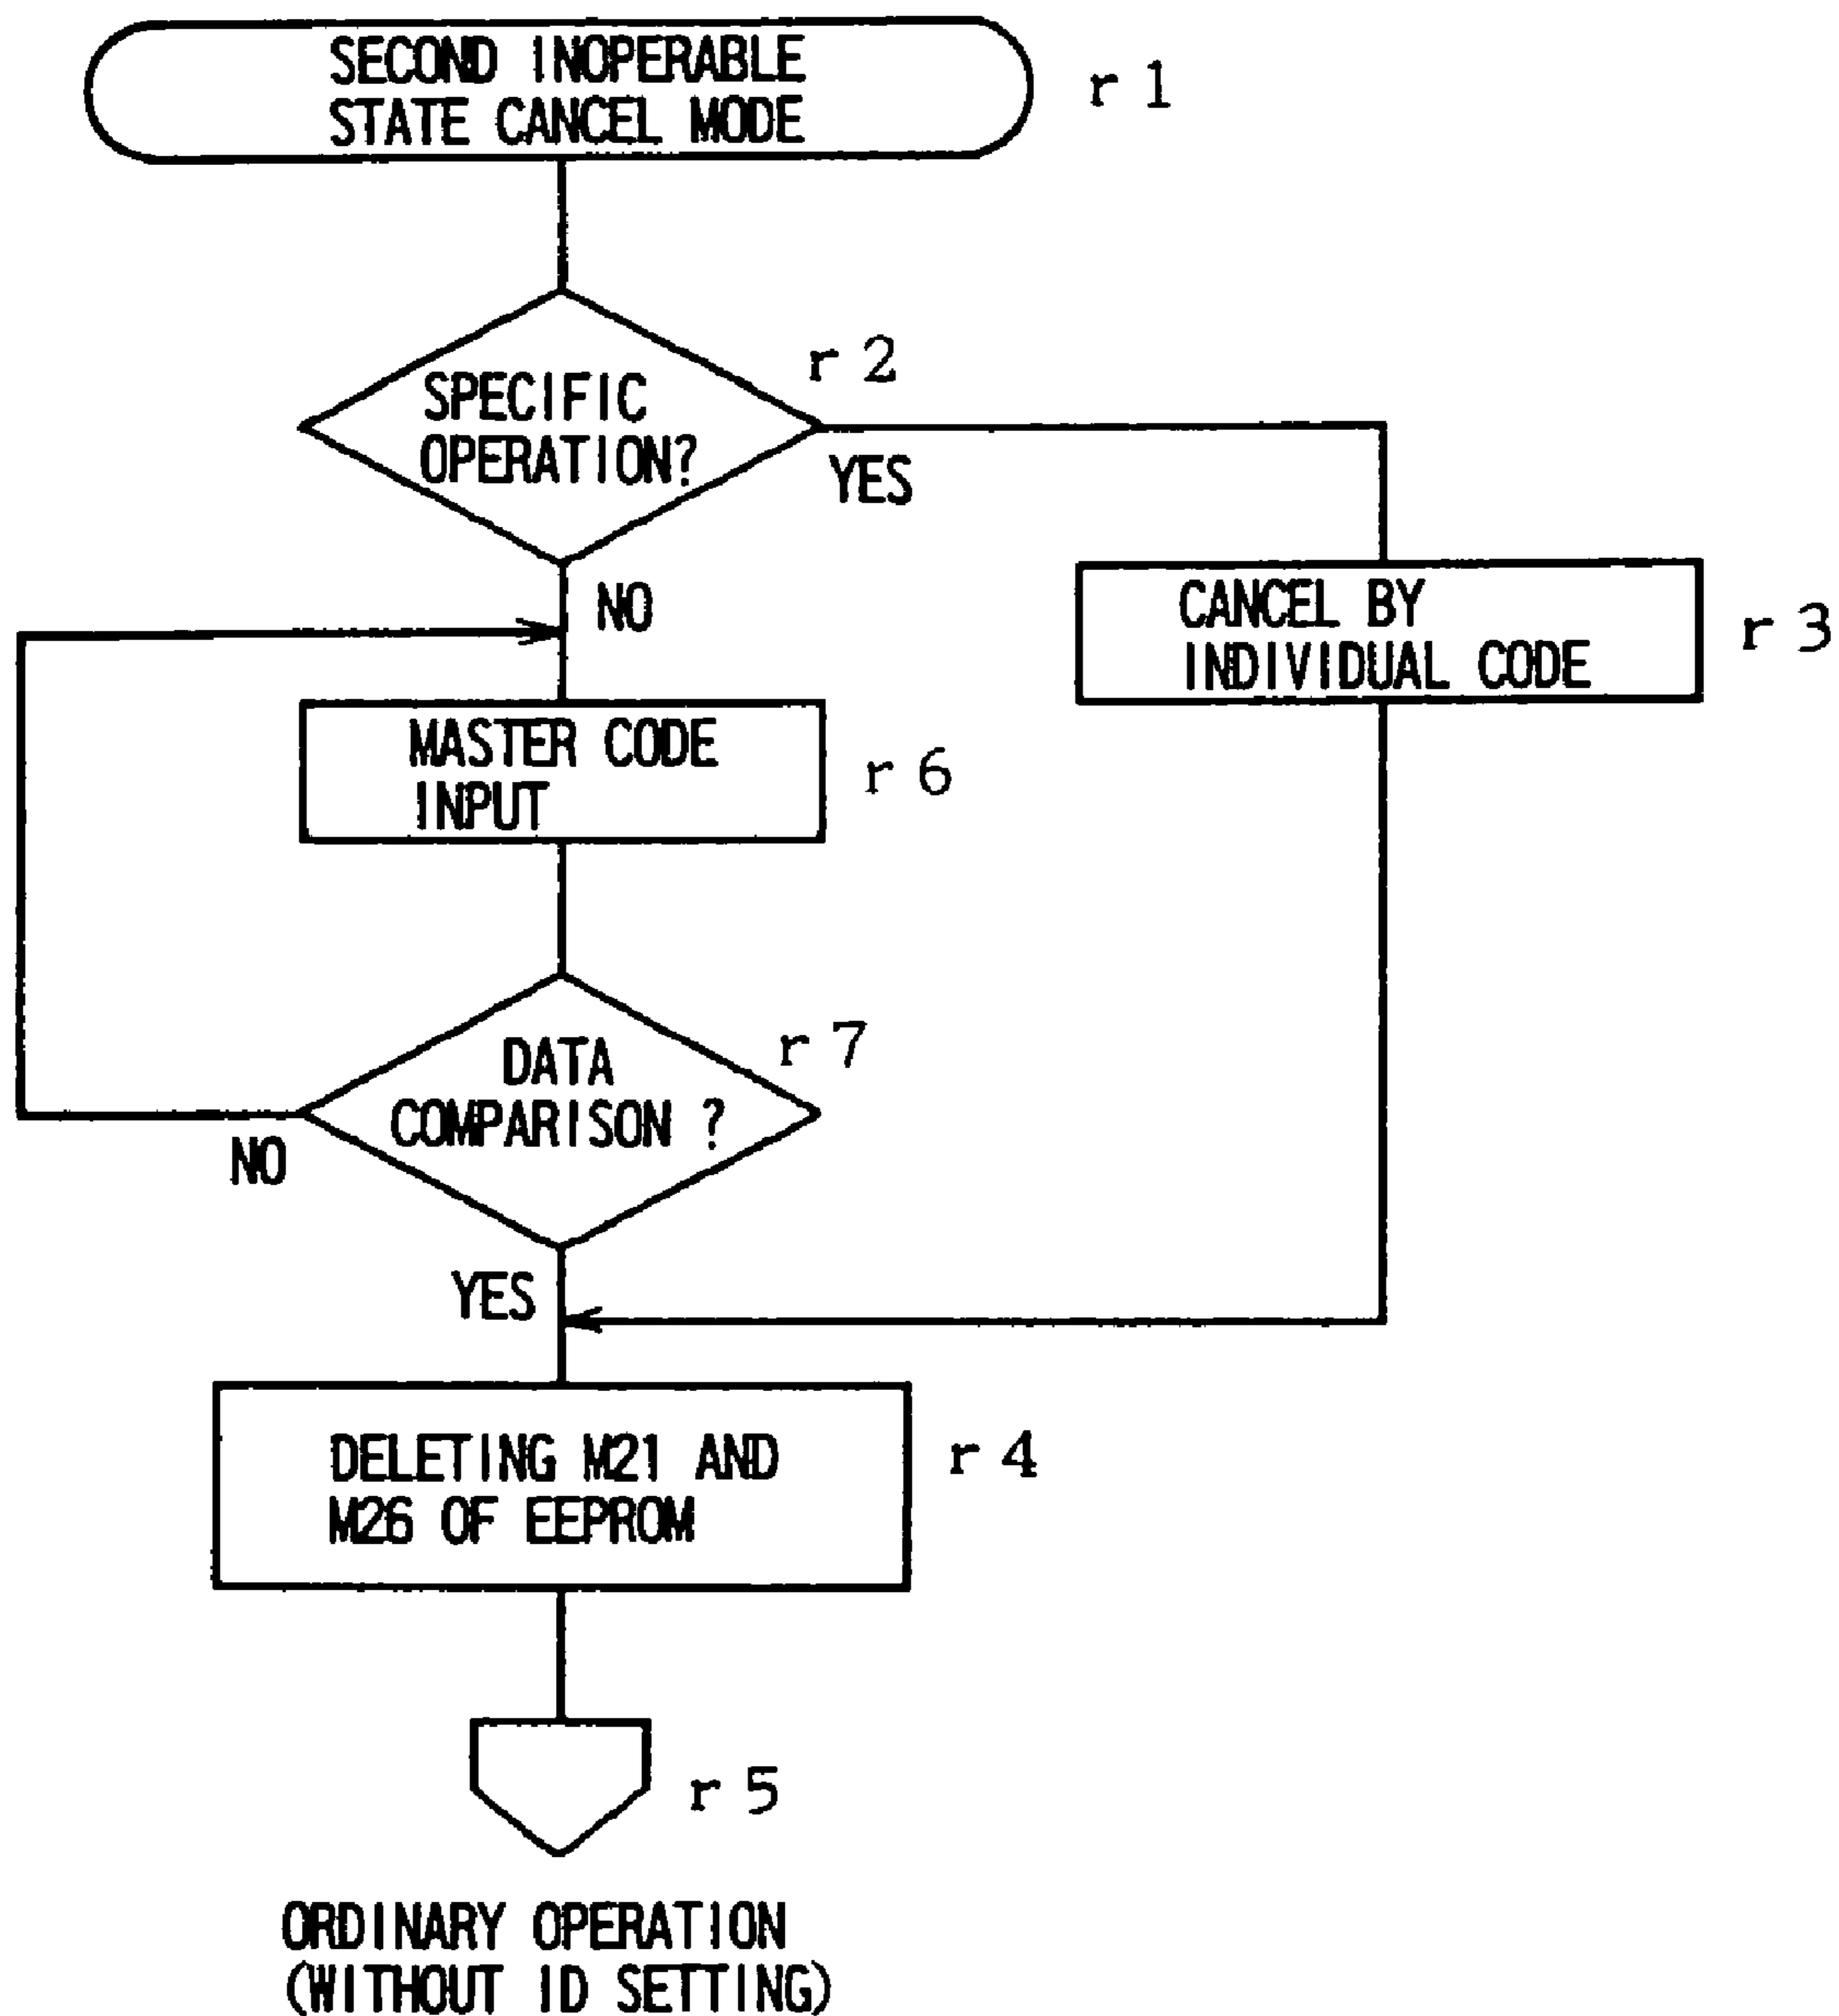 SECOND INOPERABLE
STATE CANCEL MODE
r 1
r 2
SPECIFIC
OPERATION?
YES
NO
CANCEL BY
INDIVIDUAL CODE
r 3
MASTER CODE
INPUT
r 6
r 7
DATA
COMPARISON ?
NO
YES
DELETING M21 AND
M26 OF EEPROM
r 4
r 5
ORDINARY OPERATION
(WITHOUT ID SETTING)